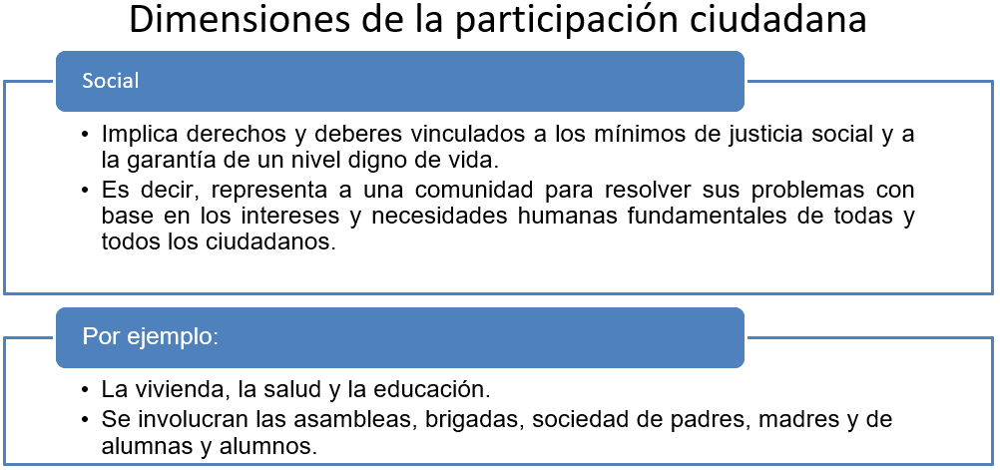 Dimensiones de la participación ciudadana
Social
• Implica derechos y deberes vinculados a los mínimos de justicia social y a
la garantía de un nivel digno de vida.
• Es decir, representa a una comunidad para resolver sus problemas con
base en los intereses y necesidades humanas fundamentales de todas y
todos los ciudadanos.
Por ejemplo:
• La vivienda, la salud y la educación.
• Se involucran las asambleas, brigadas, sociedad de padres, madres y de
alumnas y alumnos.